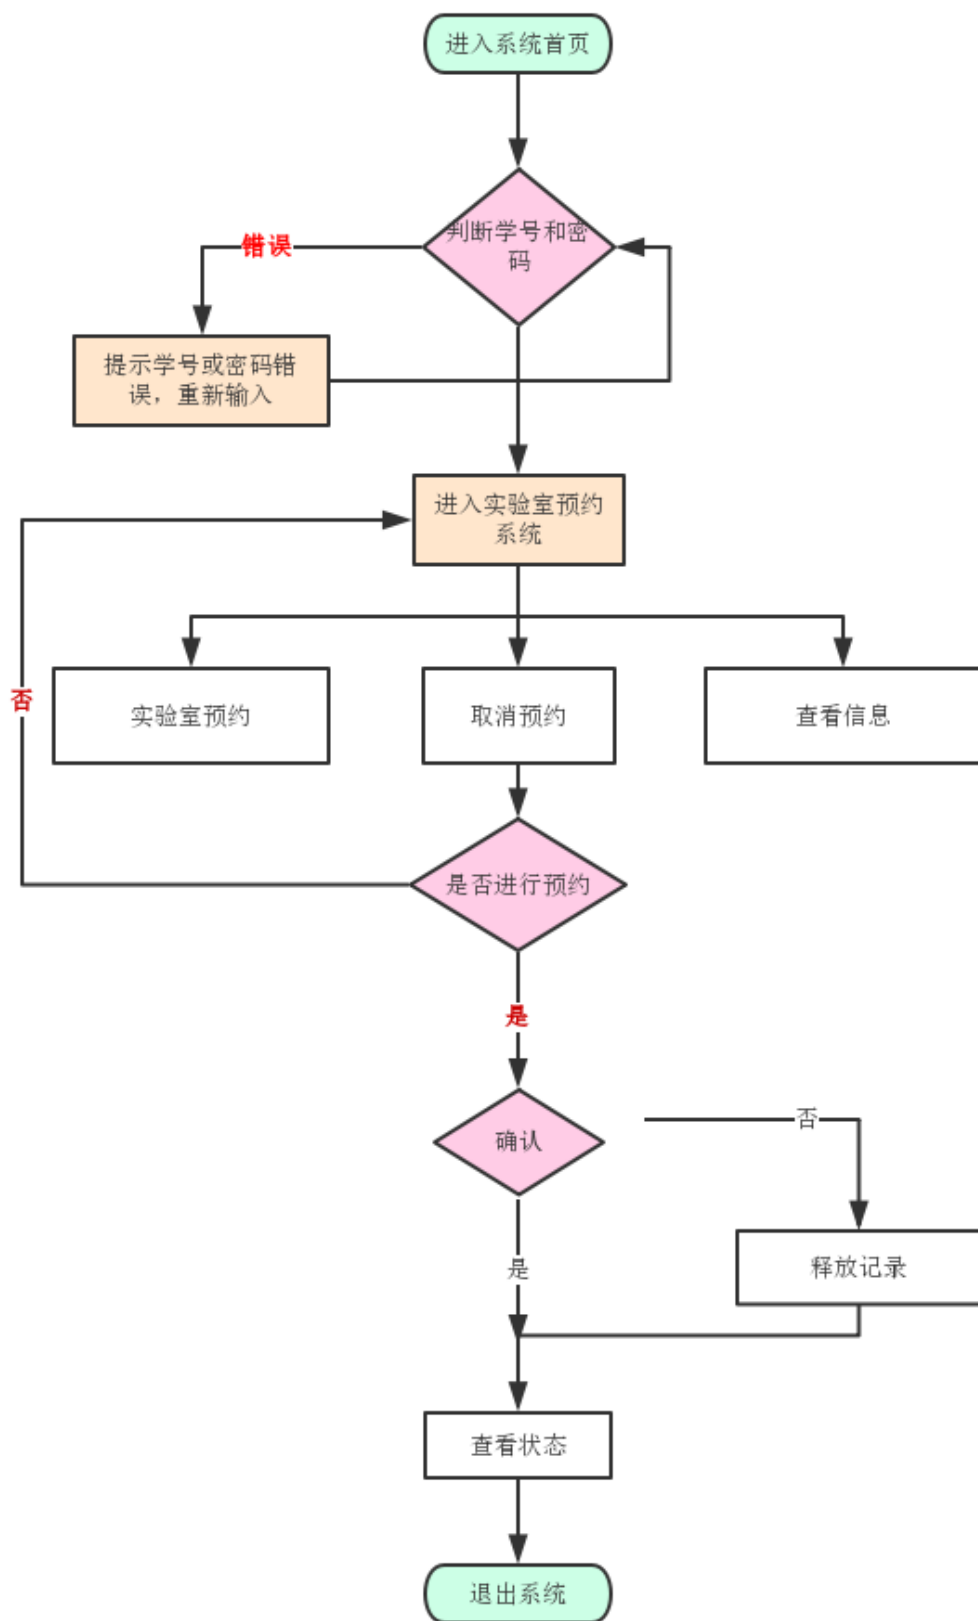 进入系统首页
判断学号和密
码
错误
提示学号或密码错
误，重新输入
进入实验室预约
系统
否
实验室预约
取消预约
查看信息
是否进行预约
是
确认
否
是
释放记录
查看状态
退出系统